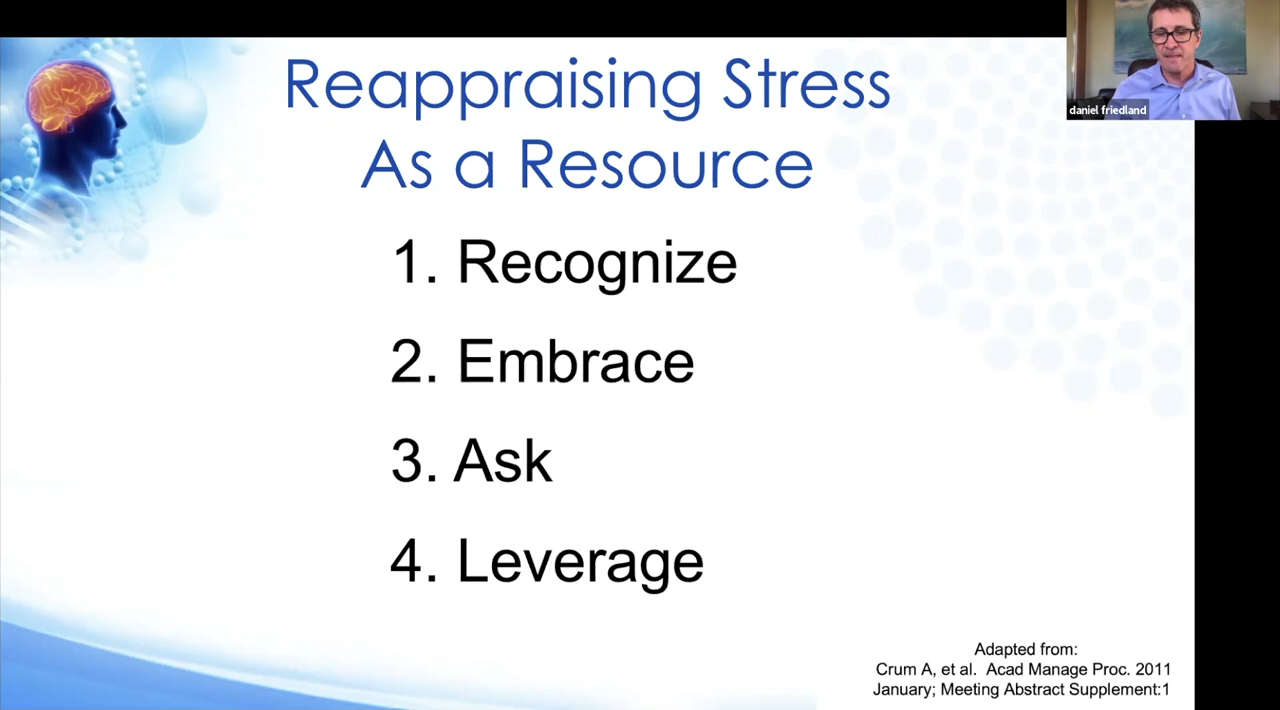 Reappraising Stress
As a Resource
1. Recognize
2. Embrace
3. Ask
4. Leverage
Adapted from:
Crum A, et al. Acad Manage Proc. 2011
January; Meeting Abstract Supplement:1
daniel friedland